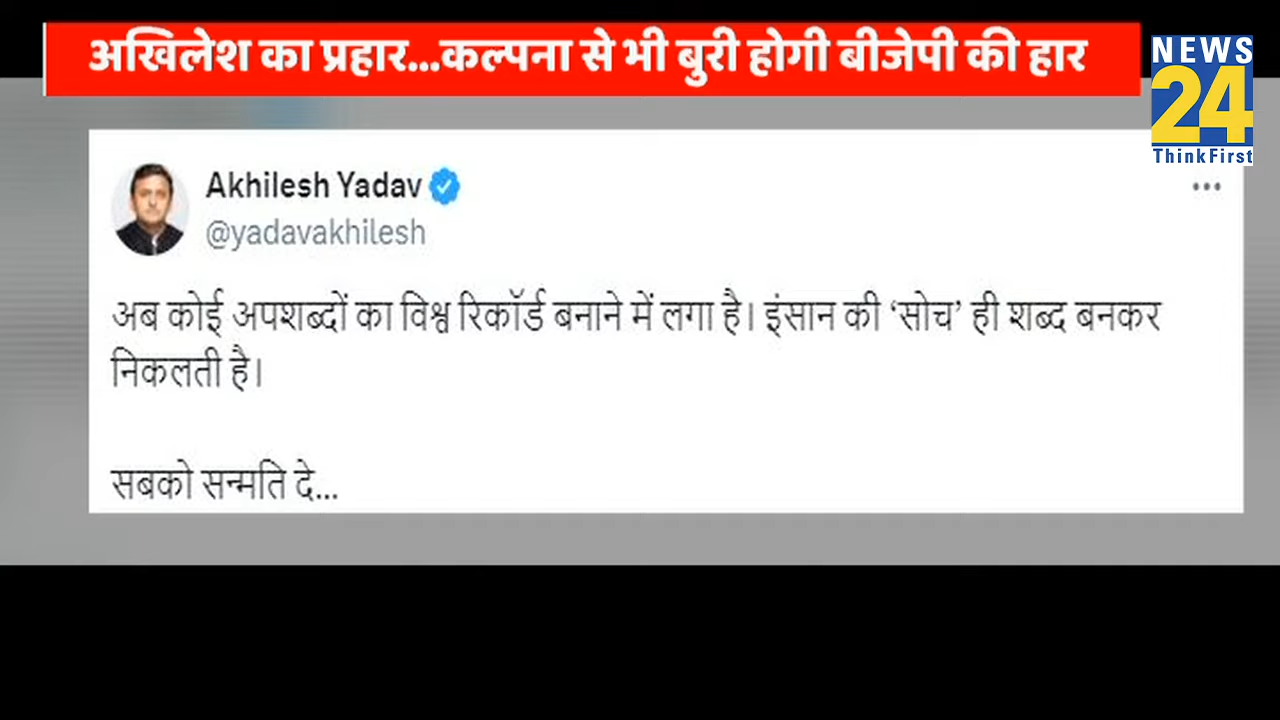 अखिलेश का प्रहार...कल्पना से भी बुरी होगी बीजेपी की हार
NEWS
24
ThinkFirst
Akhilesh Yadav
@yadavakhilesh
अब कोई अपशब्दों का विश्व रिकॉर्ड बनाने में लगा है। इंसान की ‘सोच’ ही शब्द बनकर
निकलती है।
सबको सन्मति दे...